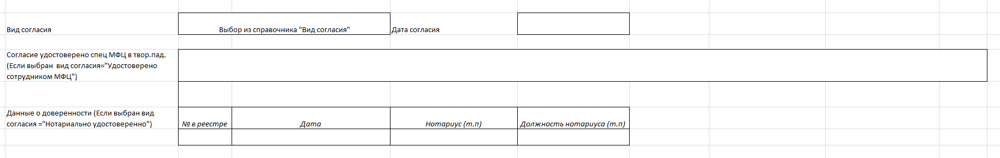 Вид согласия
Выбор из справочника "Вид согласия"
Дата согласия
Согласие удостоверено спец МФЦ в твор.пад.
(Если выбран вид согласия="Удостоверено
сотрудником МФЦ")
Данные о доверенности (Если выбран вид
согласия ="Нотариально удостоверенно")
№ в реестре
Дата
Нотариус (т.п)
Должность нотариуса (т.п)